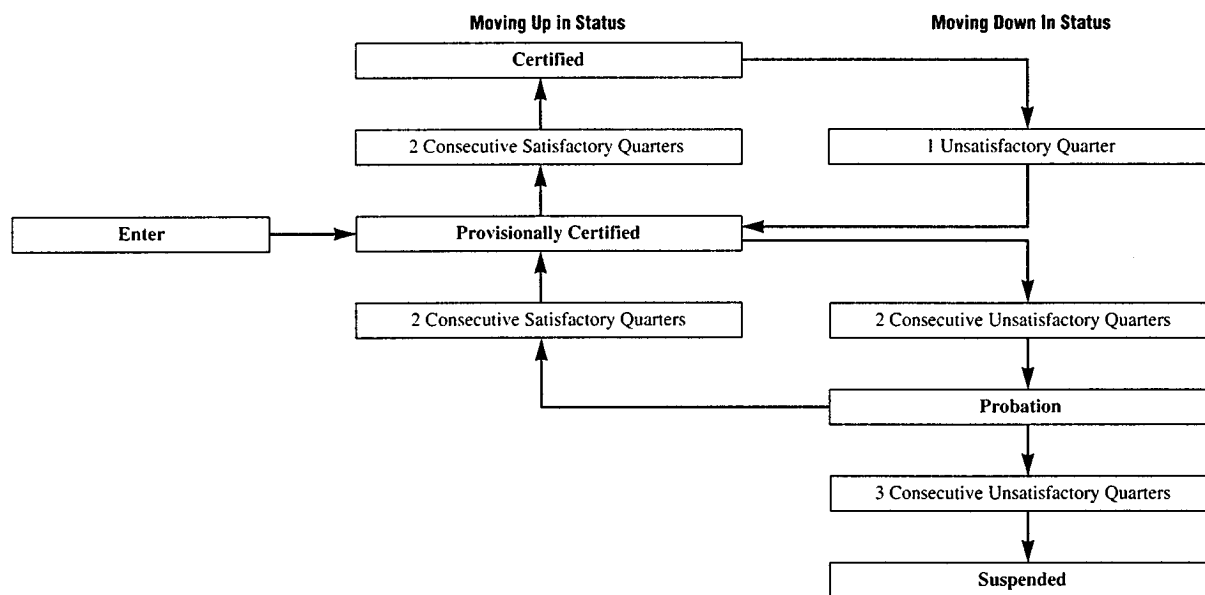 Moving Up in Status
Moving Down In Status
Certified
2 Consecutive Satisfactory Quarters
1 Unsatisfactory Quarter
Enter
Provisionally Certified
2 Consecutive Satisfactory Quarters
2 Consecutive Unsatisfactory Quarters
Probation
3 Consecutive Unsatisfactory Quarters
Suspended